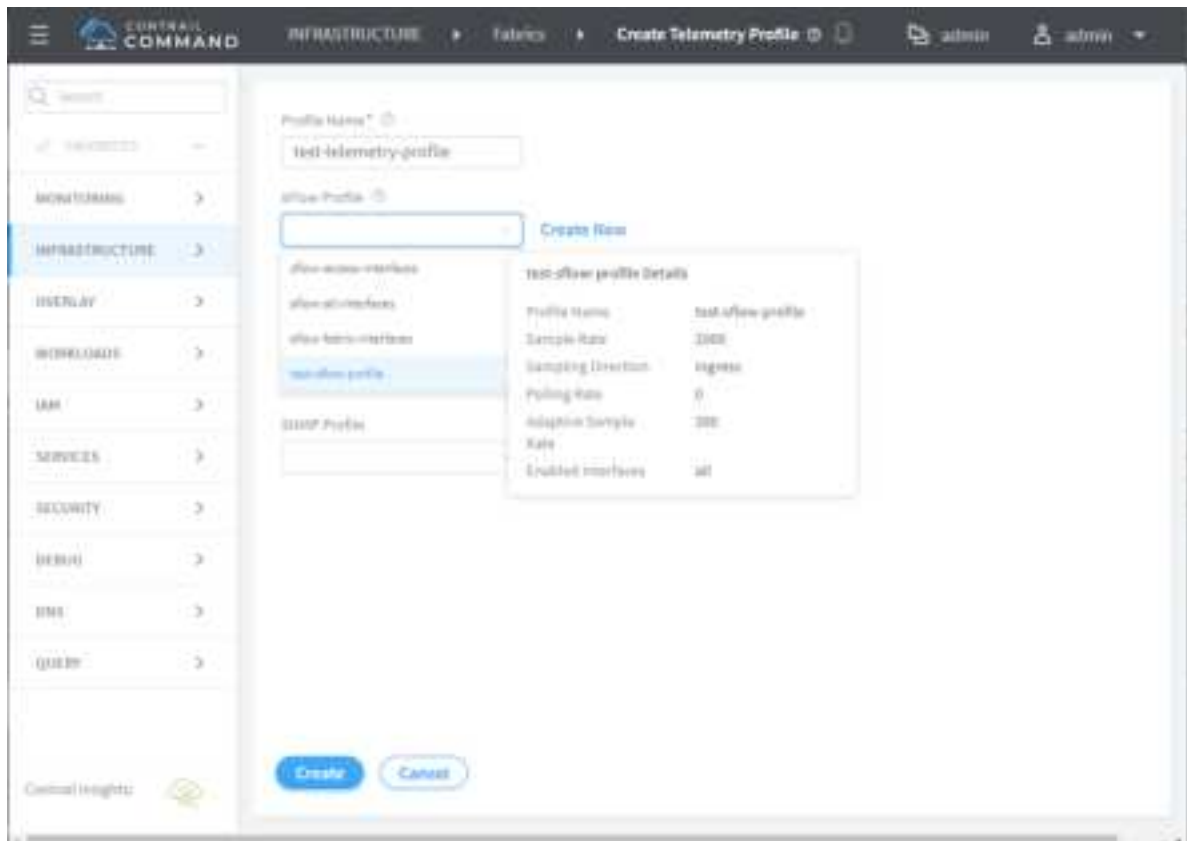 CONTRAIL
COMMAND
INFRASTRUCTURE
Fabrics
Create Telemetry Profile
admin
admin
Search
FAVORITES
MONITORING
INFRASTRUCTURE
OVERLAY
WORKLOADS
IAM
SERVICES
SECURITY
DEBUG
DNS
QUERY
Contrail Insights
Profile Name*
test-telemetry-profile
sFlow Profile
Create New
sflow-access-interfaces
sflow-all-interfaces
sflow-fabric-interfaces
test-sflow-profile
Profile
test-sflow-profile Details
Profile Name test-sflow-profile
Sample Rate
Sampling Direction ingress
Polling Rate 0
Adaptive Sample
Rate
Enabled Interfaces all
Create
Cancel